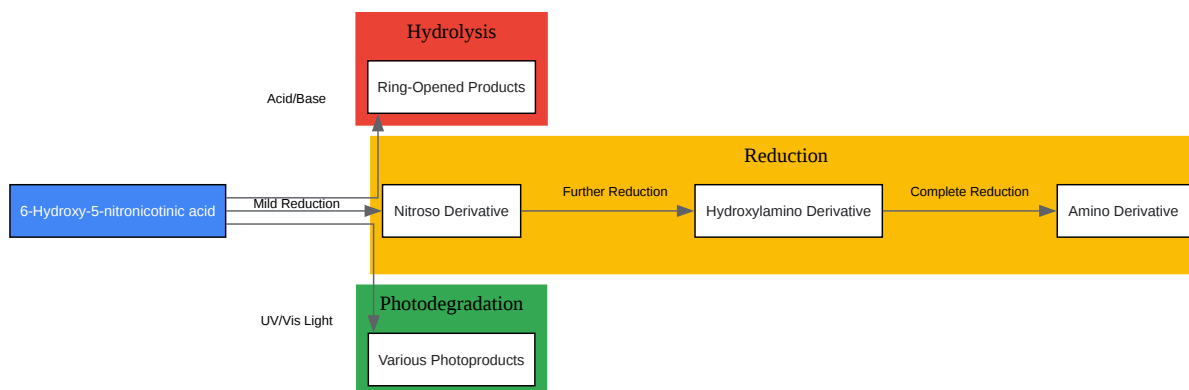 Hydrolysis
Ring-Opened Products
Acid/Base
Reduction
6-Hydroxy-5-nitronicotinic acid
Mild Reduction
Nitroso Derivative
Further Reduction
Hydroxylamino Derivative
Complete Reduction
Amino Derivative
Photodegradation
UV/Vis Light
Various Photoproducts